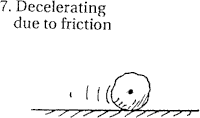 7. Decelerating
due to friction